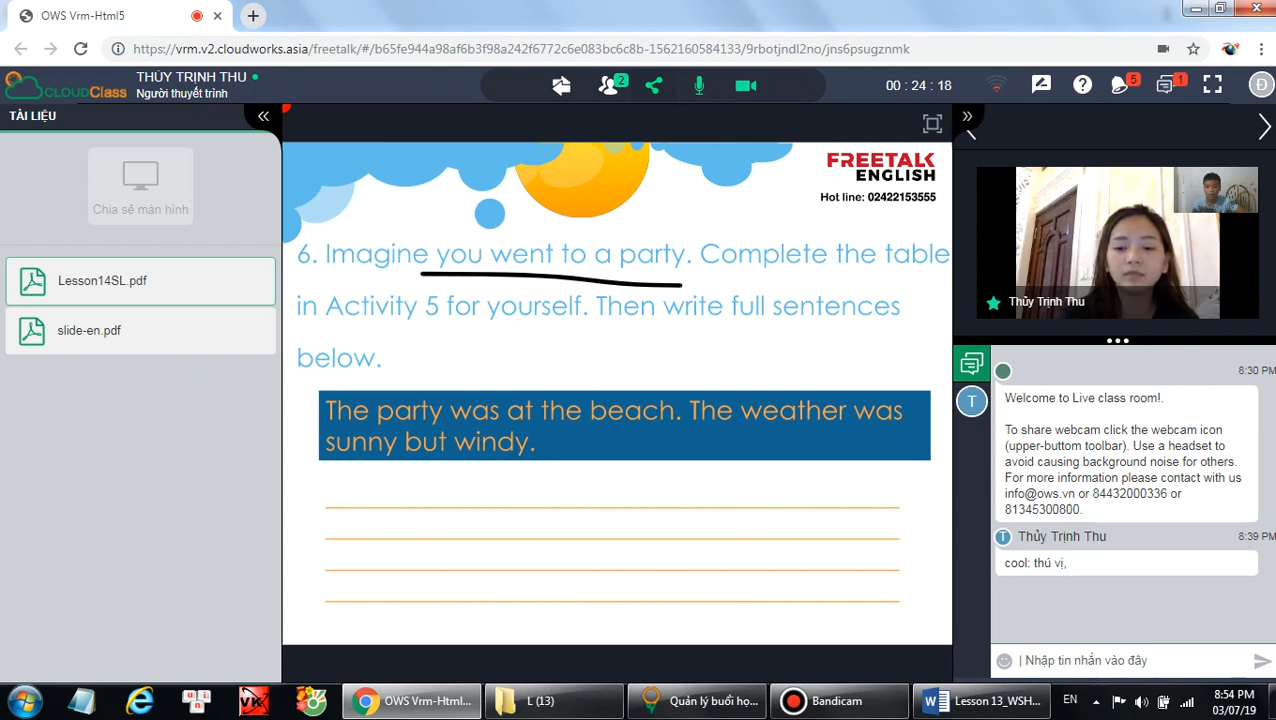 OWS Vrm-Html5
https://vrm.v2.cloudworks.asia/freetalk/#/b65fe944a98af6b3f98a242f6772c6e083bc6c8b-1562160584133/9rbotjndl2no/jns6psugznmk
CLOUDClass
THỦY TRỊNH THU
Người thuyết trình
2
00 : 24 : 18
5
1
Đ
TÀI LIỆU
Chia sẻ màn hình
Lesson14SL.pdf
slide-en.pdf
FREETALK
ENGLISH
Hot line: 02422153555
6. Imagine you went to a party. Complete the table
in Activity 5 for yourself. Then write full sentences
below.
The party was at the beach. The weather was
sunny but windy.
Thủy Trịnh Thu
8:30 PM
Welcome to Live class room!.
To share webcam click the webcam icon
(upper-buttom toolbar). Use a headset to
avoid causing background noise for others.
For more information please contact with us
info@ows.vn or 84432000336 or
81345300800.
T
T Thủy Trịnh Thu 8:39 PM
cool: thú vị,
Nhập tin nhắn vào đây
OWS Vrm-Html...
L (13)
Quản lý buổi họ...
Bandicam
Lesson 13_WSH...
EN
8:54 PM
03/07/19